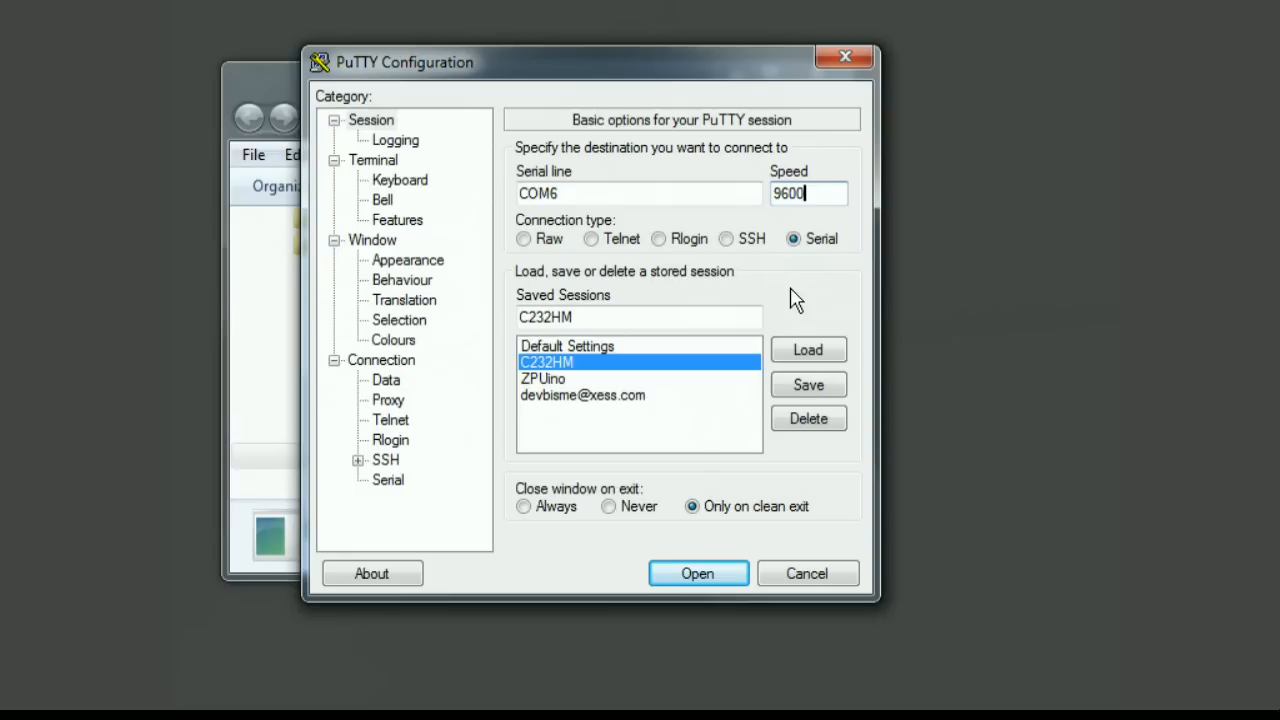 PuTTY Configuration
Category:
Session
Logging
Terminal
Keyboard
Bell
Features
Window
Appearance
Behaviour
Translation
Selection
Colours
Connection
Data
Proxy
Telnet
Rlogin
SSH
Serial
About
Basic options for your PuTTY session
Specify the destination you want to connect to
Serial line Speed
COM6 9600
Connection type:
Raw Telnet Rlogin SSH Serial
Load, save or delete a stored session
Saved Sessions
C232HM
Default Settings
C232HM
ZPUino
devbisme@xess.com
Load
Save
Delete
Close window on exit:
Always Never Only on clean exit
Open Cancel
File Ed
Organiz